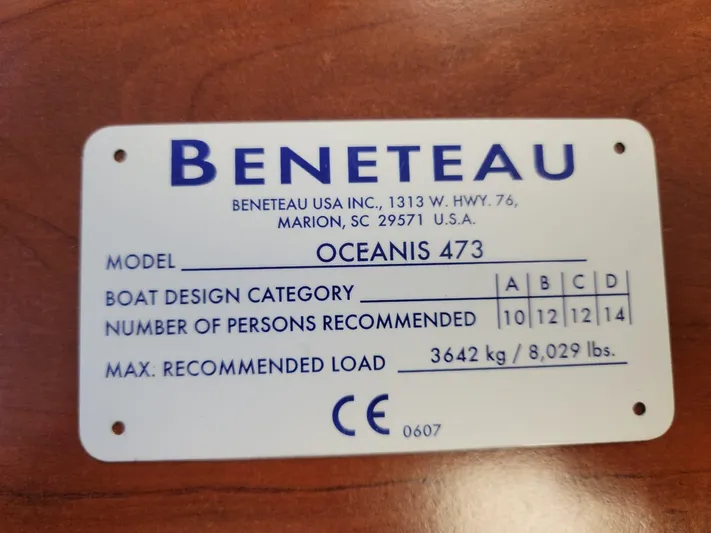 BENETEAU
BENETEAU USA INC., 1313 W. HWY. 76,
MARION, SC 29571 U.S.A.
MODEL OCEANIS 473
BOAT DESIGN CATEGORY A B C D
NUMBER OF PERSONS RECOMMENDED 10 12 12 14
MAX. RECOMMENDED LOAD 3642 kg / 8,029 lbs.
CE 0607